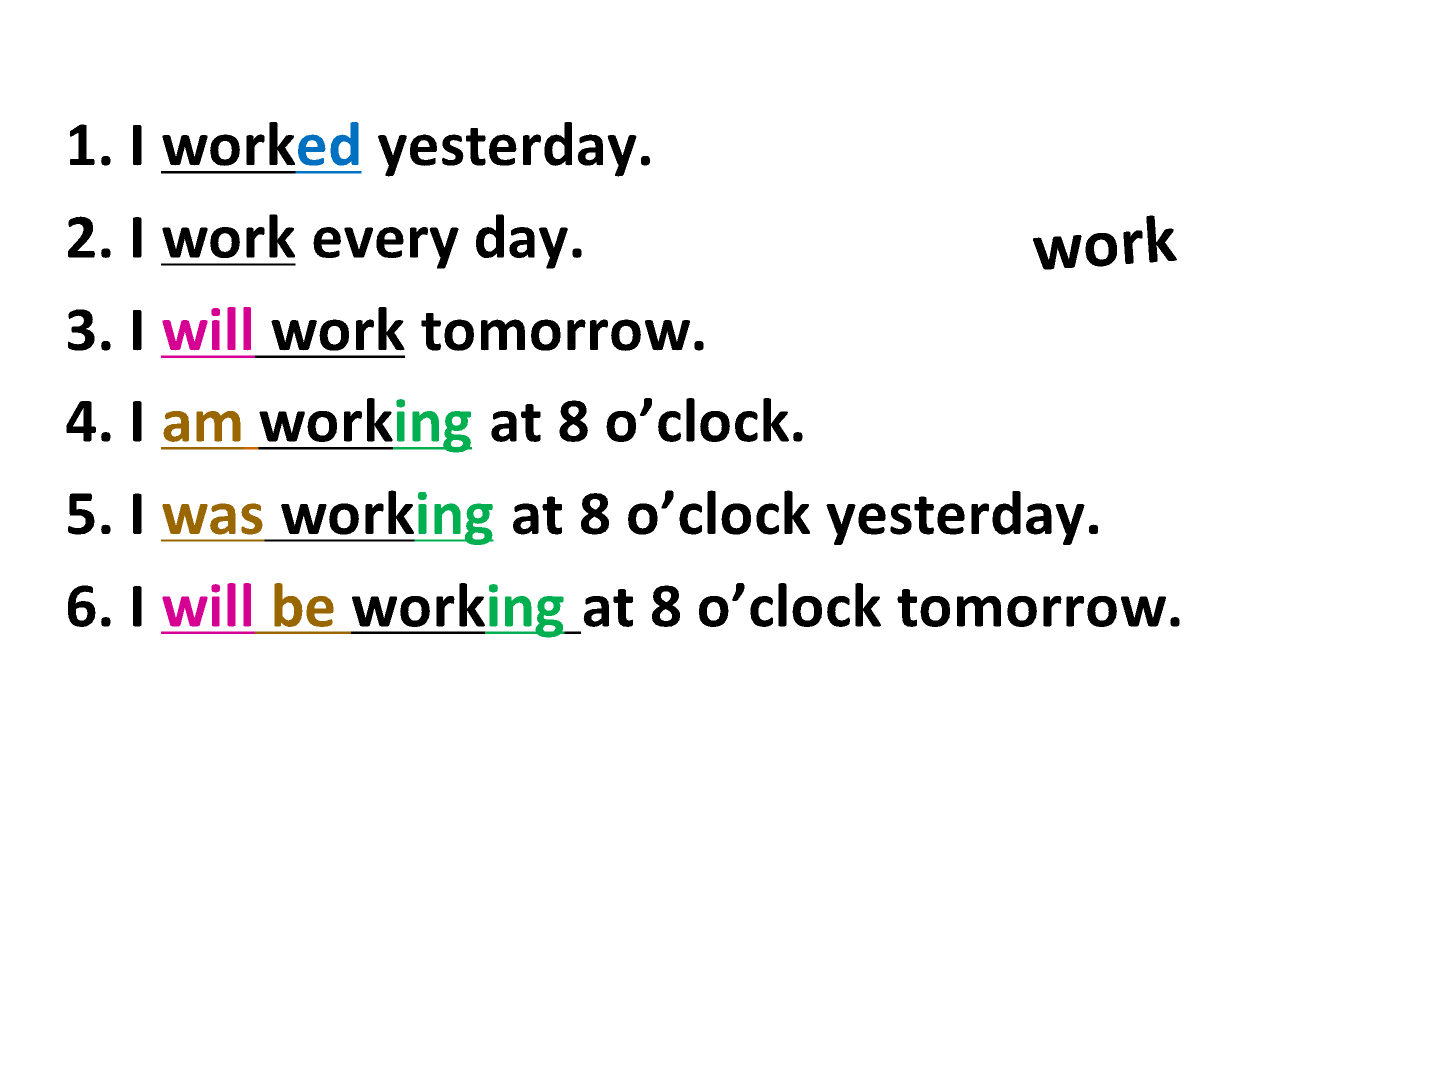 1. I worked yesterday.
2. I work every day.
work
3. I will work tomorrow.
4. I am working at 8 o’clock.
5. I was working at 8 o’clock yesterday.
6. I will be working at 8 o’clock tomorrow.